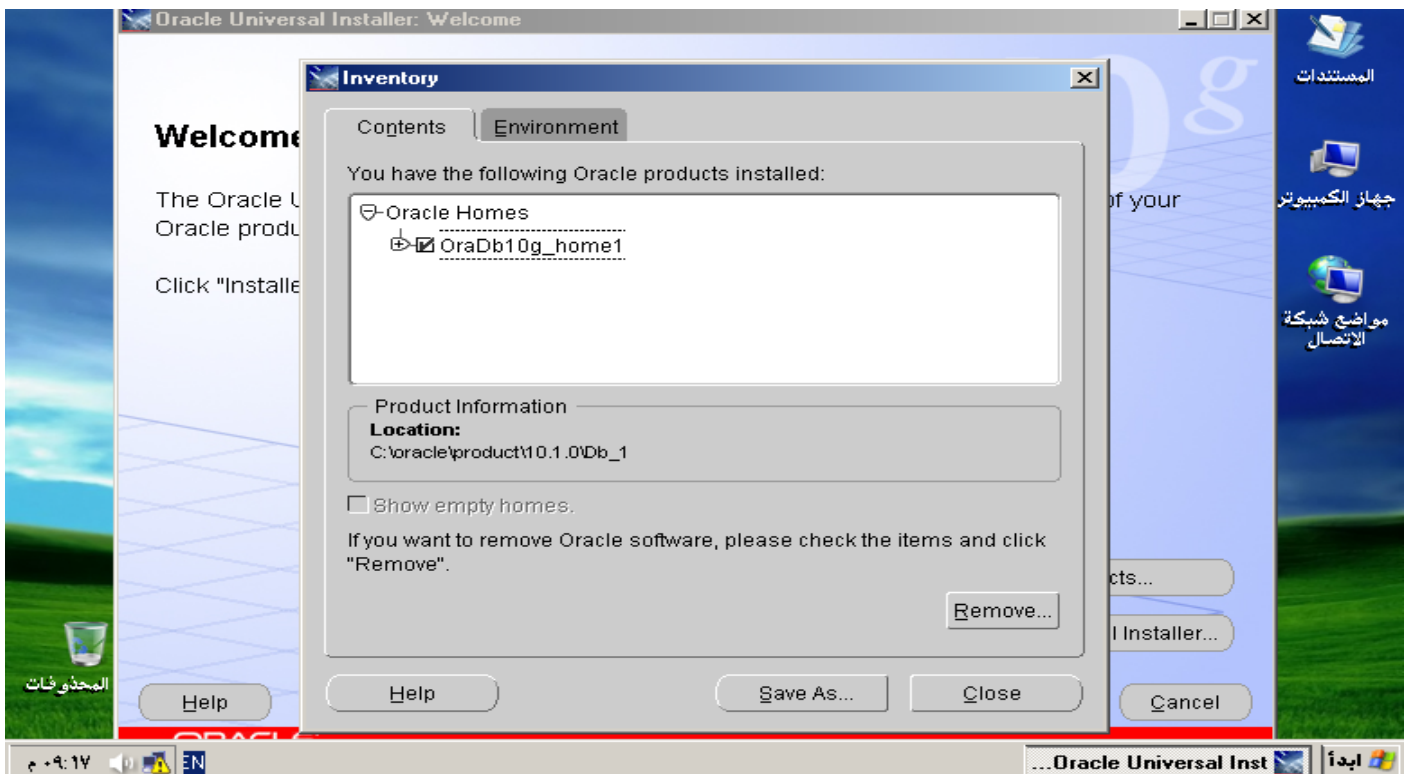 Oracle Universal Installer: Welcome
Inventory
Contents
Environment
You have the following Oracle products installed:
Oracle Homes
OraDb10g_home1
Product Information
Location:
C:\oracle\product\10.1.0\Db_1
Show empty homes.
If you want to remove Oracle software, please check the items and click
"Remove".
Remove...
Help
Save As...
Close
g
Welcome
The Oracle
of your
Oracle
Click
Installer...
Help
Cancel
المستندات
جهاز الكمبيوتر
مواضع شبكة
الاتصال
المحذوفات
ابدأ
...Oracle Universal Inst
EN
٠٩:١٧ م